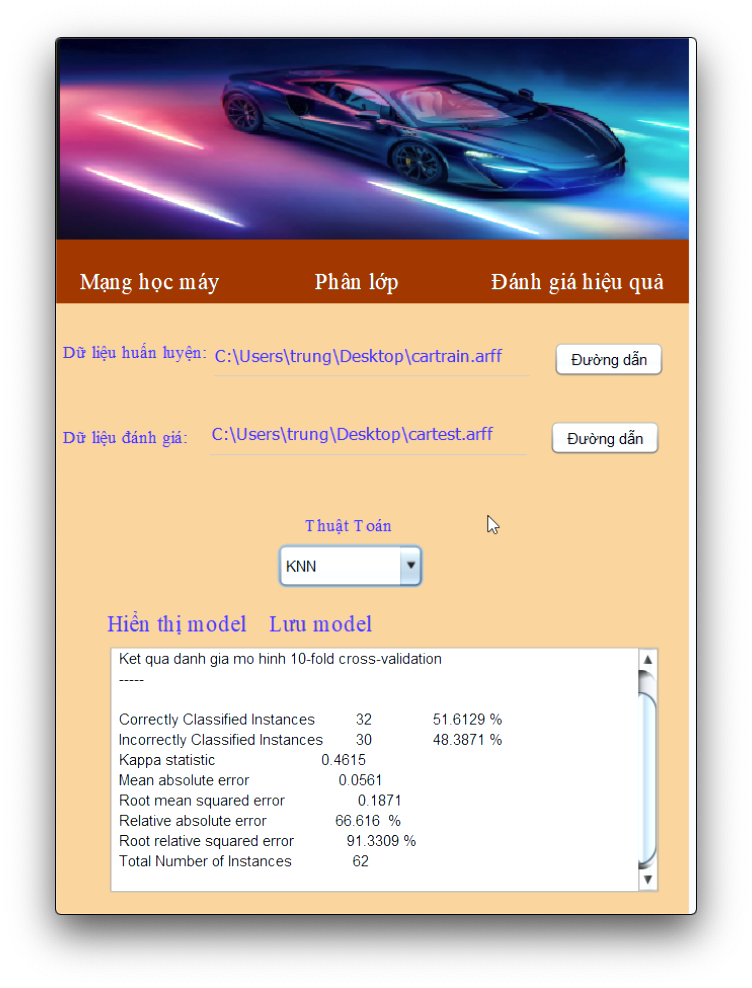 Mạng học máy Phân lớp Đánh giá hiệu quả
Dữ liệu huấn luyện: C:\Users\trung\Desktop\cartrain.arff Đường dẫn
Dữ liệu đánh giá: C:\Users\trung\Desktop\cartest.arff Đường dẫn
Thuật Toán
KNN
Hiển thị model Lưu model
Ket qua danh gia mo hinh 10-fold cross-validation
-----
Correctly Classified Instances 32 51.6129 %
Incorrectly Classified Instances 30 48.3871 %
Kappa statistic 0.4615
Mean absolute error 0.0561
Root mean squared error 0.1871
Relative absolute error 66.616 %
Root relative squared error 91.3309 %
Total Number of Instances 62